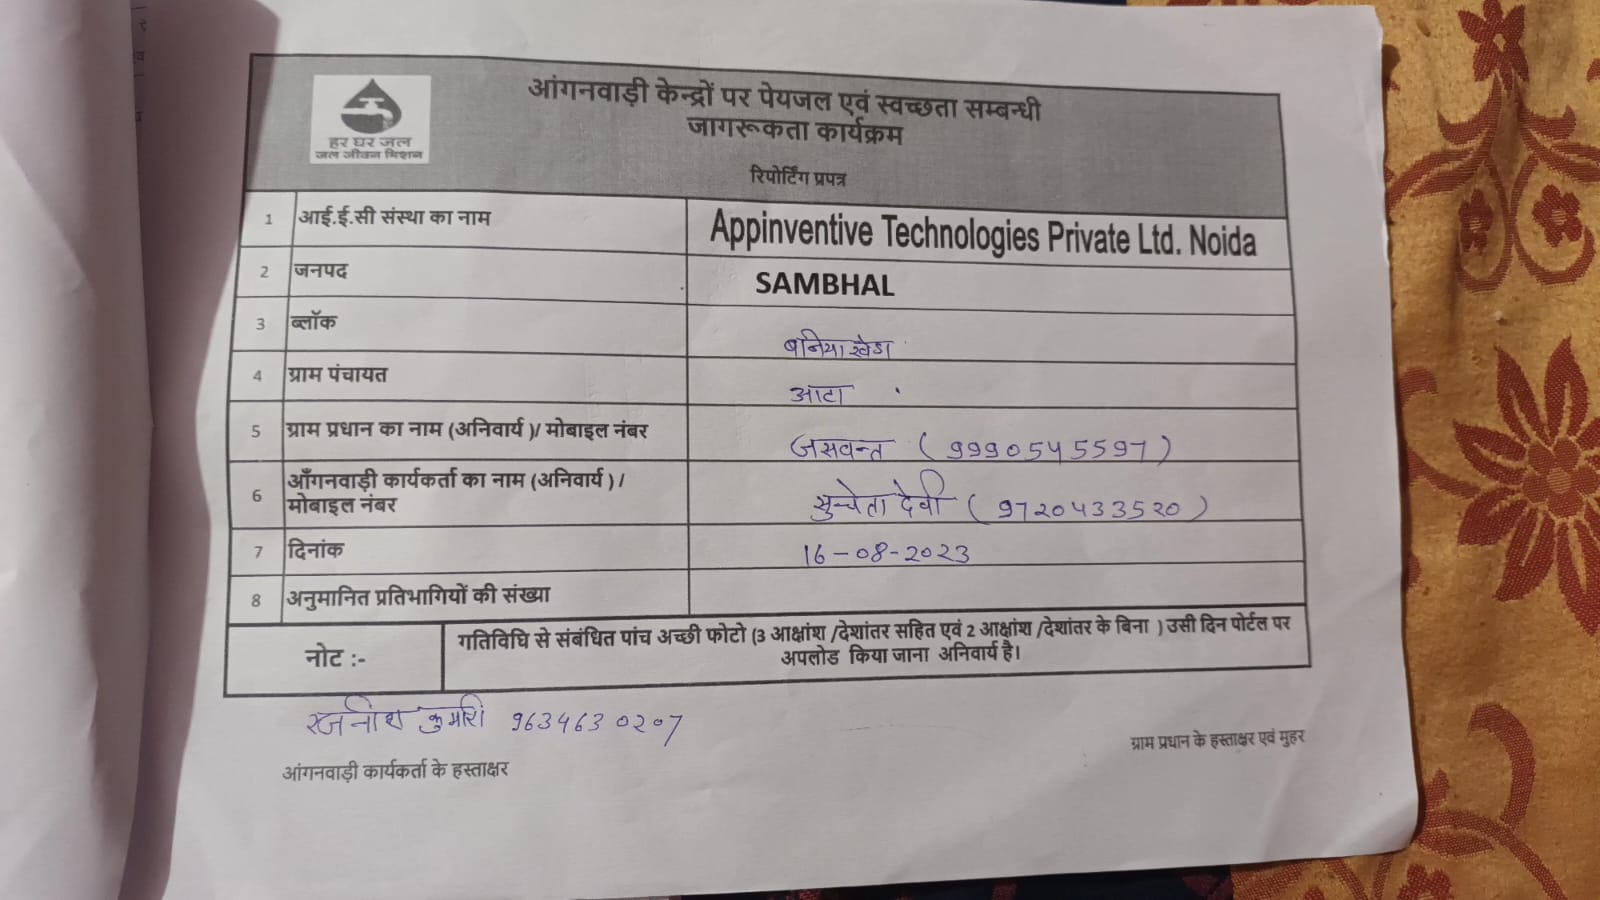 हर घर जल
जल जीवन मिशन
आंगनवाड़ी केन्द्रों पर पेयजल एवं स्वच्छता सम्बन्धी
जागरूकता कार्यक्रम
रिपोर्टिंग प्रपत्र
1 आई.ई.सी संस्था का नाम Appinventive Technologies Private Ltd. Noida
2 जनपद SAMBHAL
3 ब्लॉक बनियाखेडा
4 ग्राम पंचायत आटा
5 ग्राम प्रधान का नाम (अनिवार्य )/ मोबाइल नंबर जसवन्त (9990545597)
6 आँगनवाड़ी कार्यकर्ता का नाम (अनिवार्य ) /
मोबाइल नंबर सुचेता देवी (9720433520)
7 दिनांक 16-08-2023
8 अनुमानित प्रतिभागियों की संख्या
नोट :- गतिविधि से संबंधित पांच अच्छी फोटो (3 आक्षांश /देशांतर सहित एवं 2 आक्षांश /देशांतर के बिना ) उसी दिन पोर्टल पर
अपलोड किया जाना अनिवार्य है।
कुमारी 9634630207
ग्राम प्रधान के हस्ताक्षर एवं मुहर
आंगनवाड़ी कार्यकर्ता के हस्ताक्षर